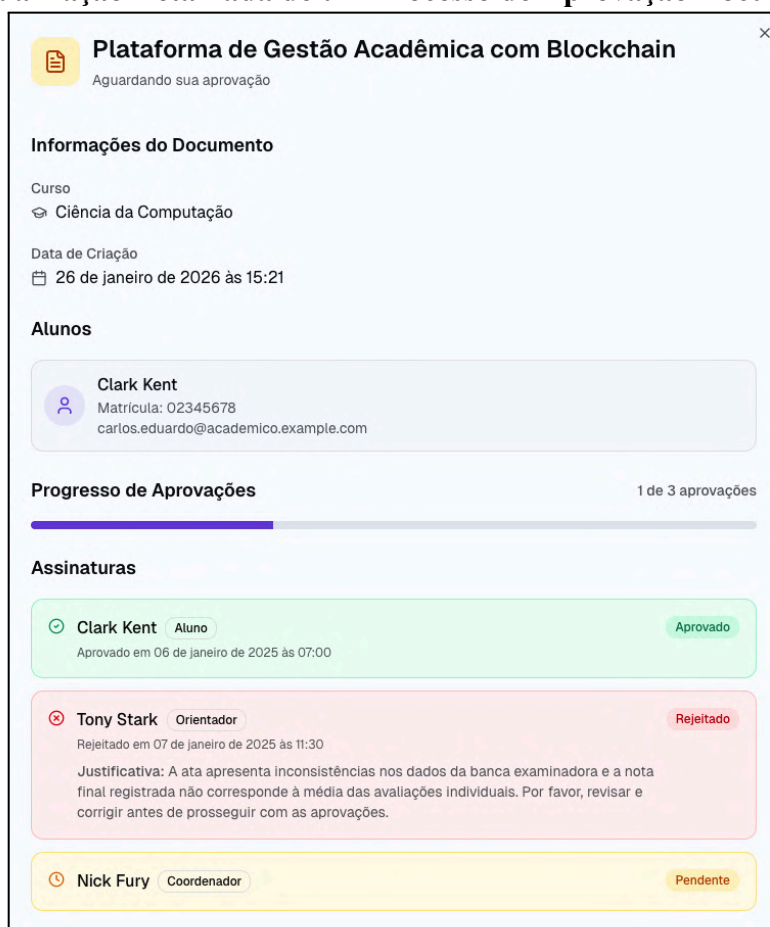 Plataforma de Gestão Acadêmica com Blockchain
Aguardando sua aprovação
Informações do Documento
Curso
Ciência da Computação
Data de Criação
26 de janeiro de 2026 às 15:21
Alunos
Clark Kent
Matrícula: 02345678
carlos.eduardo@academico.example.com
Progresso de Aprovações 1 de 3 aprovações
Assinaturas
Clark Kent Aluno Aprovado
Aprovado em 06 de janeiro de 2025 às 07:00
Tony Stark Orientador Rejeitado
Rejeitado em 07 de janeiro de 2025 às 11:30
Justificativa: A ata apresenta inconsistências nos dados da banca examinadora e a nota
final registrada não corresponde à média das avaliações individuais. Por favor, revisar e
corrigir antes de prosseguir com as aprovações.
Nick Fury Coordenador Pendente